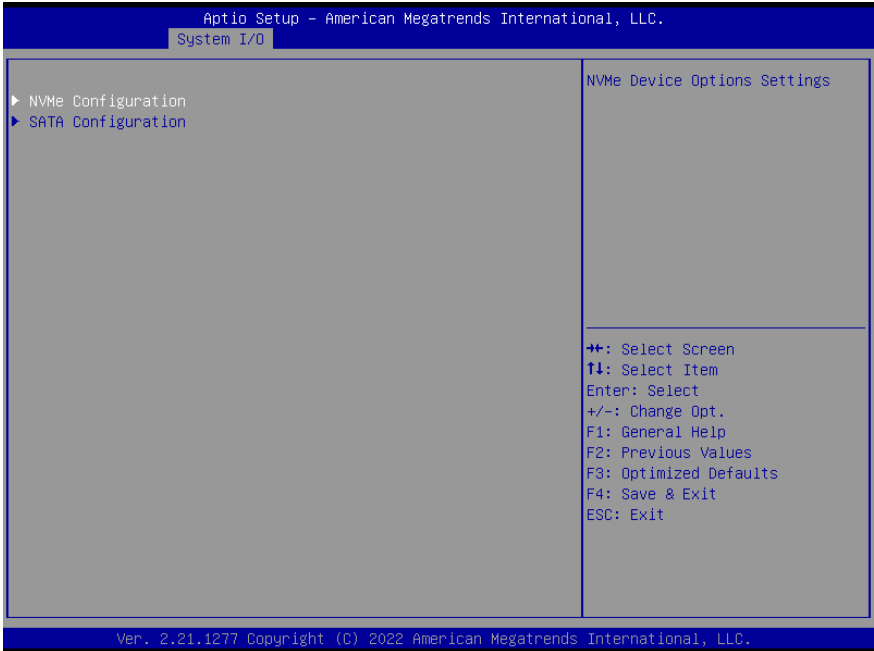 Aptio Setup – American Megatrends International, LLC.
System I/O
NVMe Configuration
SATA Configuration
NVMe Device Options Settings
→←: Select Screen
↑↓: Select Item
Enter: Select
+/-: Change Opt.
F1: General Help
F2: Previous Values
F3: Optimized Defaults
F4: Save & Exit
ESC: Exit
Ver. 2.21.1277 Copyright (C) 2022 American Megatrends International, LLC.